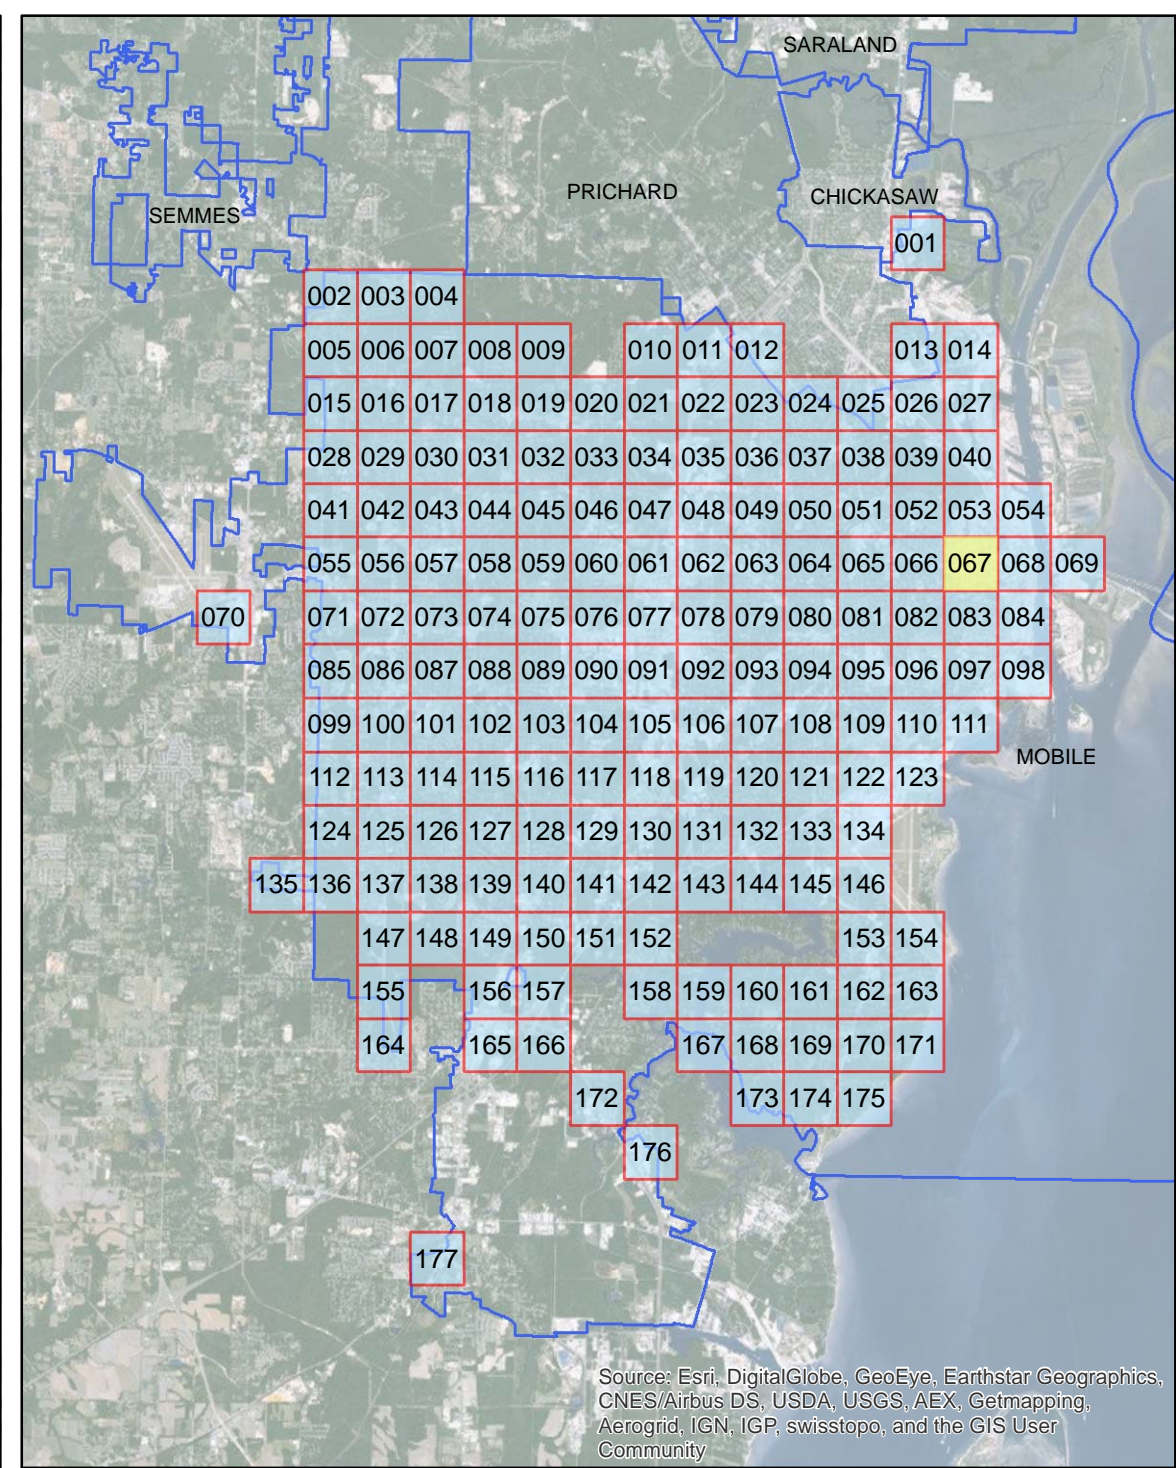 SARALAND
PRICHARD
CHICKASAW
SEMMES
001
002 003 004
005 006 007 008 009 010 011 012 013 014
015 016 017 018 019 020 021 022 023 024 025 026 027
028 029 030 031 032 033 034 035 036 037 038 039 040
041 042 043 044 045 046 047 048 049 050 051 052 053 054
055 056 057 058 059 060 061 062 063 064 065 066 067 068 069
070 071 072 073 074 075 076 077 078 079 080 081 082 083 084
085 086 087 088 089 090 091 092 093 094 095 096 097 098
099 100 101 102 103 104 105 106 107 108 109 110 111
MOBILE
112 113 114 115 116 117 118 119 120 121 122 123
124 125 126 127 128 129 130 131 132 133 134
135 136 137 138 139 140 141 142 143 144 145 146
147 148 149 150 151 152 153 154
155 156 157 158 159 160 161 162 163
164 165 166 167 168 169 170 171
172 173 174 175
176
177
Source: Esri, DigitalGlobe, GeoEye, Earthstar Geographics,
CNES/Airbus DS, USDA, USGS, AEX, Getmapping,
Aerogrid, IGN, IGP, swisstopo, and the GIS User
Community